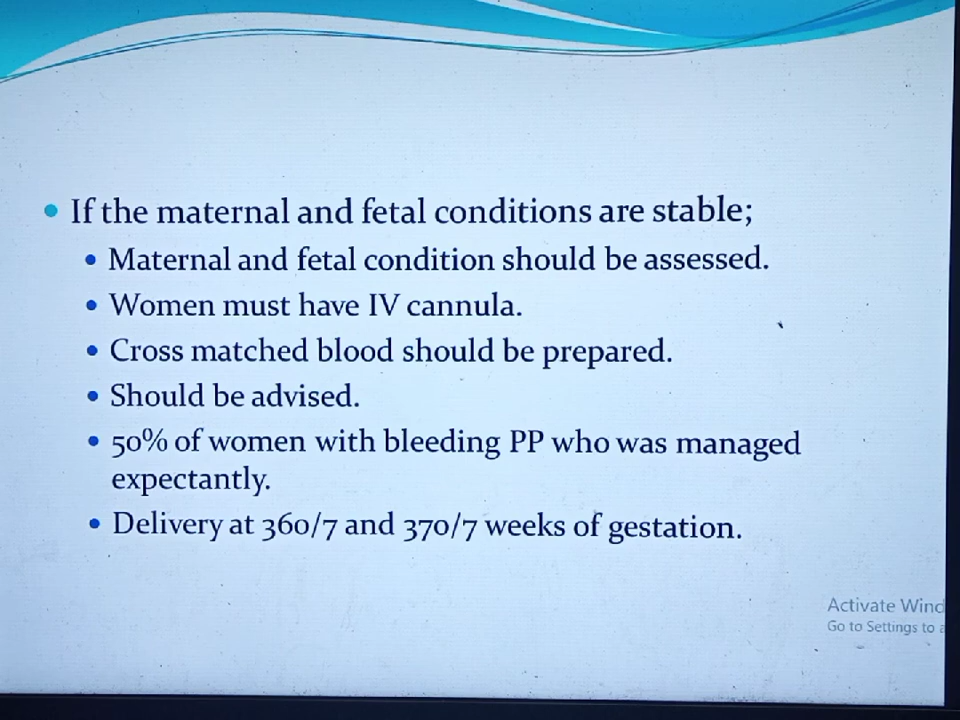 If the maternal and fetal conditions are stable;
Maternal and fetal condition should be assessed.
Women must have IV cannula.
Cross matched blood should be prepared.
Should be advised.
50% of women with bleeding PP who was managed
expectantly.
Delivery at 360/7 and 370/7 weeks of gestation.
Activate Wind
Go to Settings to a